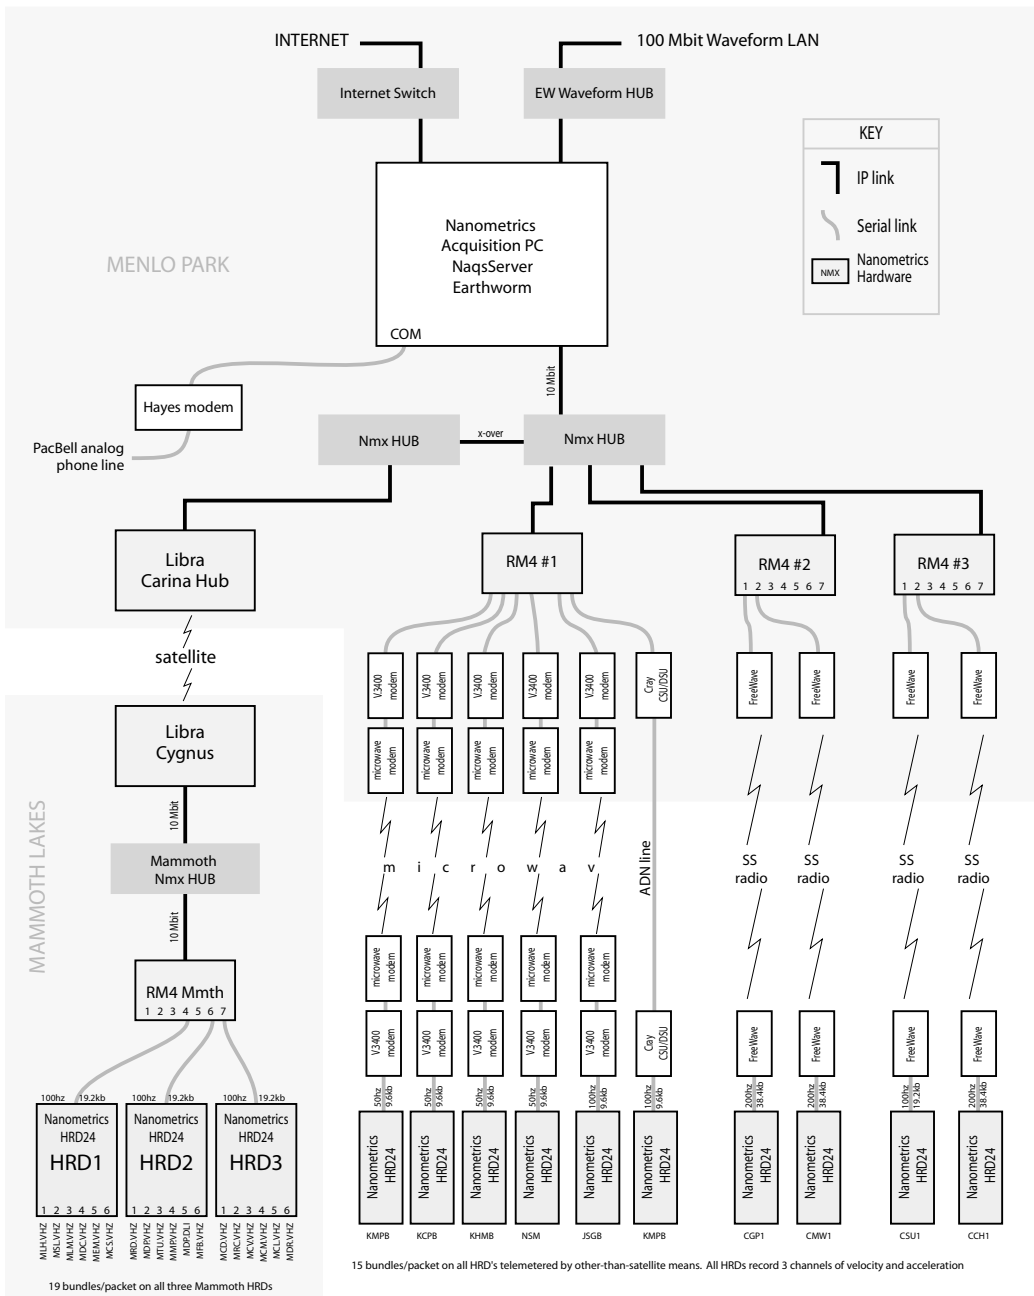 INTERNET
100 Mbit Waveform LAN
Internet Switch
EW Waveform HUB
KEY
IP link
Serial link
NMX
Nanometrics
Hardware
MENLO PARK
Nanometrics
Acquisition PC
NaqsServer
Earthworm
COM
10 Mbit
Hayes modem
PacBell analog
phone line
Nmx HUB
x-over
Nmx HUB
Libra
Carina Hub
RM4 #1
RM4 #2
1 2 3 4 5 6 7
RM4 #3
1 2 3 4 5 6 7
satellite
Libra
Cygnus
10 Mbit
MAMMOTH LAKES
Mammoth
Nmx HUB
10 Mbit
RM4 Mmth
1 2 3 4 5 6 7
V.3400
modem
V.3400
modem
V.3400
modem
V.3400
modem
V.3400
modem
Cray
CSU/DSU
FreeWave
FreeWave
FreeWave
FreeWave
microwave
modem
microwave
modem
microwave
modem
microwave
modem
microwave
modem
m i c r o w a v
ADN line
SS
radio
SS
radio
SS
radio
SS
radio
microwave
modem
microwave
modem
microwave
modem
microwave
modem
microwave
modem
V.3400
modem
V.3400
modem
V.3400
modem
V.3400
modem
V.3400
modem
Cray
CSU/DSU
FreeWave
FreeWave
FreeWave
FreeWave
50hz
9.6kb
50hz
9.6kb
50hz
9.6kb
50hz
9.6kb
100hz
9.6kb
100hz
9.6kb
200hz
38.4kb
200hz
38.4kb
100hz
19.2kb
200hz
38.4kb
100hz 19.2kb
Nanometrics
HRD24
HRD1
1 2 3 4 5 6
MLH.VHZ
MSL.VHZ
MLM.VHZ
MDC.VHZ
MEM.VHZ
MCS.VHZ
100hz 19.2kb
Nanometrics
HRD24
HRD2
1 2 3 4 5 6
MRD.VHZ
MDP.VHZ
MTU.VHZ
MMP.VHZ
MDP.DLI
MFB.VHZ
100hz 19.2kb
Nanometrics
HRD24
HRD3
1 2 3 4 5 6
MCD.VHZ
MRC.VHZ
MCV.VHZ
MCM.VHZ
MCL.VHZ
MDR.VHZ
Nanometrics
HRD24
KMPB
Nanometrics
HRD24
KCPB
Nanometrics
HRD24
KHMB
Nanometrics
HRD24
NSM
Nanometrics
HRD24
JSGB
Nanometrics
HRD24
KMPB
Nanometrics
HRD24
CGP1
Nanometrics
HRD24
CMW1
Nanometrics
HRD24
CSU1
Nanometrics
HRD24
CCH1
19 bundles/packet on all three Mammoth HRDs
15 bundles/packet on all HRD's telemetered by other-than-satellite means. All HRDs record 3 channels of velocity and acceleration